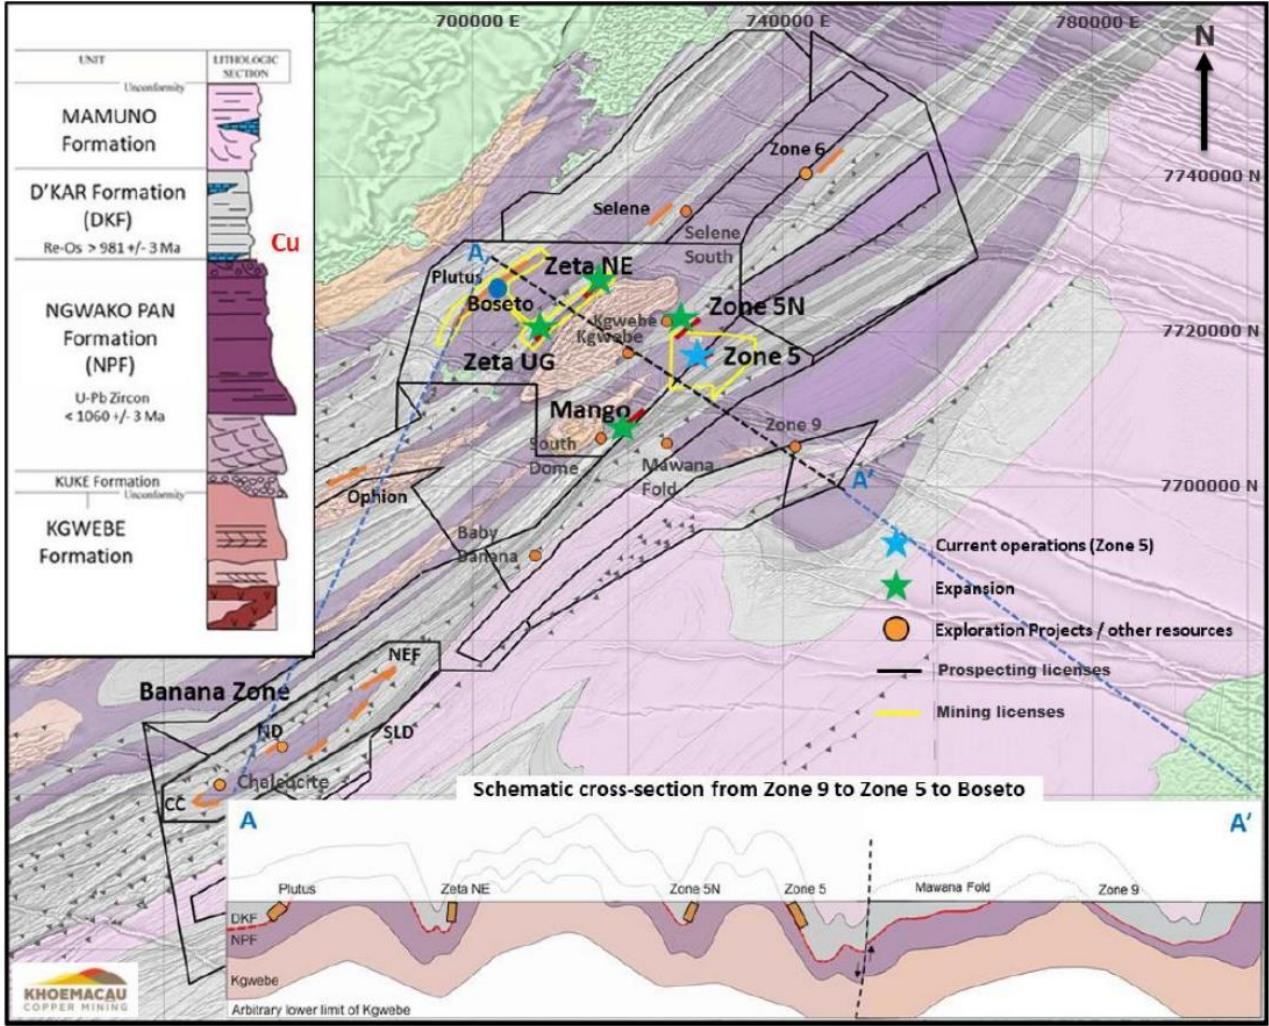 UNIT
LITHOLOGIC
SECTION
Unconformity
MAMUNO
Formation
D'KAR Formation
(DKF)
Re-Os > 981 +/- 3 Ma
Cu
NGWAKO PAN
Formation
(NPF)
U-Pb Zircon
< 1060 +/- 3 Ma
KUKE Formation
Unconformity
KGWEBE
Formation
700000 E
740000 E
780000 E
N
7740000 N
7720000 N
7700000 N
Zone 6
Selene
Selene
South
A
Plutus
Zeta NE
Boseto
Kgwebe
Kgwebe
Zone 5N
Zeta UG
Zone 5
Mango
South
Dome
Mawana
Fold
Zone 9
A'
Ophion
Baby
Banana
Current operations (Zone 5)
Expansion
Exploration Projects / other resources
Prospecting licenses
Mining licenses
NEF
Banana Zone
ND
SLD
Chalcocite
CC
Schematic cross-section from Zone 9 to Zone 5 to Boseto
A
A'
Plutus
Zeta NE
Zone 5N
Zone 5
Mawana Fold
Zone 9
DKF
NPF
Kgwebe
Arbitrary lower limit of Kgwebe
KHOEMACAU
COPPER MINING